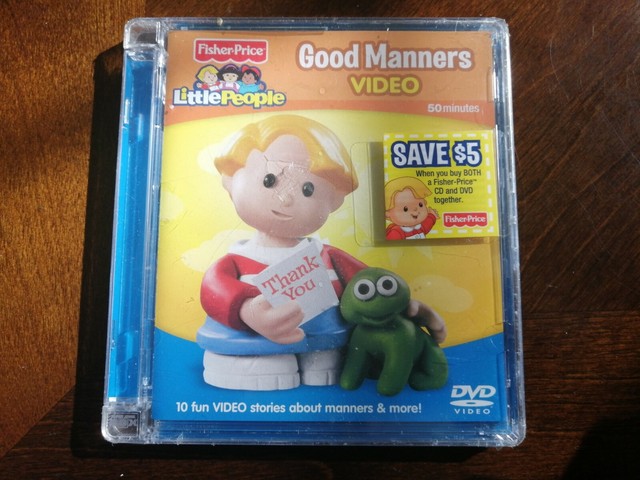 Fisher-Price
Little People
Good Manners
VIDEO
50 minutes
SAVE $5
When you buy BOTH
a Fisher-Price™
CD and DVD
together.
Fisher-Price
Thank
You
10 fun VIDEO stories about manners & more!
DVD
VIDEO